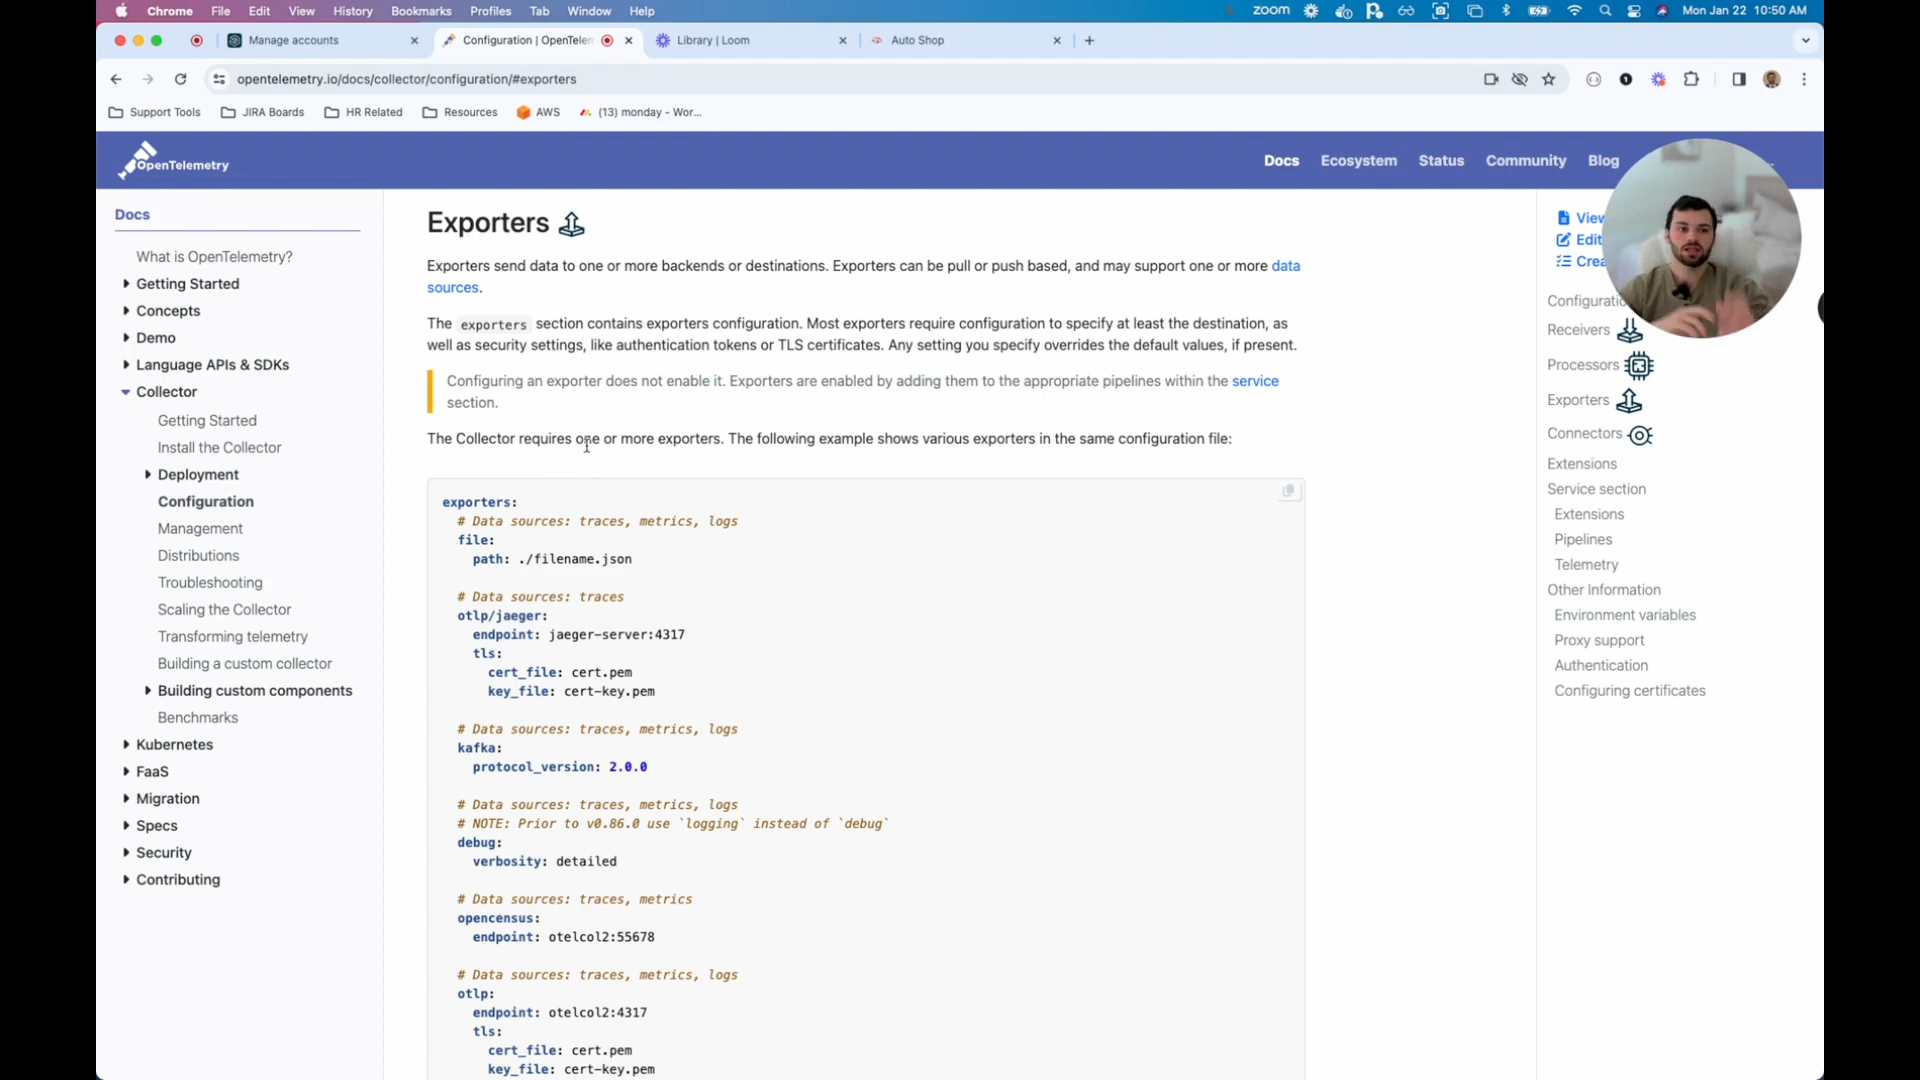 Chrome File Edit View History Bookmarks Profiles Tab Window Help
zoom Mon Jan 22 10:50 AM
Manage accounts
Configuration | OpenTelem
Library | Loom
Auto Shop
opentelemetry.io/docs/collector/configuration/#exporters
Support Tools JIRA Boards HR Related Resources AWS (13) monday - Wor...
OpenTelemetry
Docs Ecosystem Status Community Blog
Docs
What is OpenTelemetry?
Getting Started
Concepts
Demo
Language APIs & SDKs
Collector
Getting Started
Install the Collector
Deployment
Configuration
Management
Distributions
Troubleshooting
Scaling the Collector
Transforming telemetry
Building a custom collector
Building custom components
Benchmarks
Kubernetes
FaaS
Migration
Specs
Security
Contributing
Exporters
Exporters send data to one or more backends or destinations. Exporters can be pull or push based, and may support one or more data
sources.
The exporters section contains exporters configuration. Most exporters require configuration to specify at least the destination, as
well as security settings, like authentication tokens or TLS certificates. Any setting you specify overrides the default values, if present.
Configuring an exporter does not enable it. Exporters are enabled by adding them to the appropriate pipelines within the service
section.
The Collector requires one or more exporters. The following example shows various exporters in the same configuration file:
exporters:
# Data sources: traces, metrics, logs
file:
path: ./filename.json
# Data sources: traces
otlp/jaeger:
endpoint: jaeger-server:4317
tls:
cert_file: cert.pem
key_file: cert-key.pem
# Data sources: traces, metrics, logs
kafka:
protocol_version: 2.0.0
# Data sources: traces, metrics, logs
# NOTE: Prior to v0.86.0 use `logging` instead of `debug`
debug:
verbosity: detailed
# Data sources: traces, metrics
opencensus:
endpoint: otelcol2:55678
# Data sources: traces, metrics, logs
otlp:
endpoint: otelcol2:4317
tls:
cert_file: cert.pem
key_file: cert-key.pem
View
Edit
Crea
Configuratio
Receivers
Processors
Exporters
Connectors
Extensions
Service section
Extensions
Pipelines
Telemetry
Other Information
Environment variables
Proxy support
Authentication
Configuring certificates